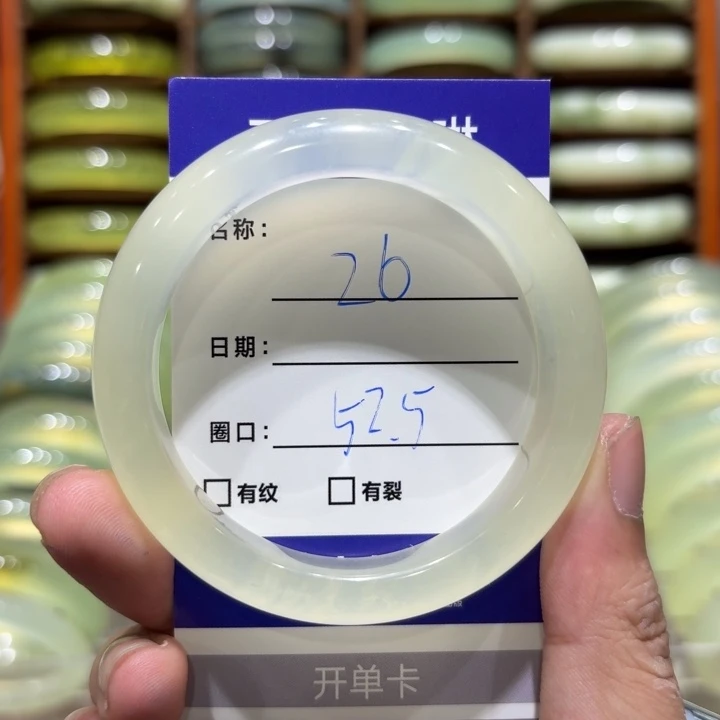 名称： 26
日期：
圈口： 52.5
有纹 有裂
开单卡